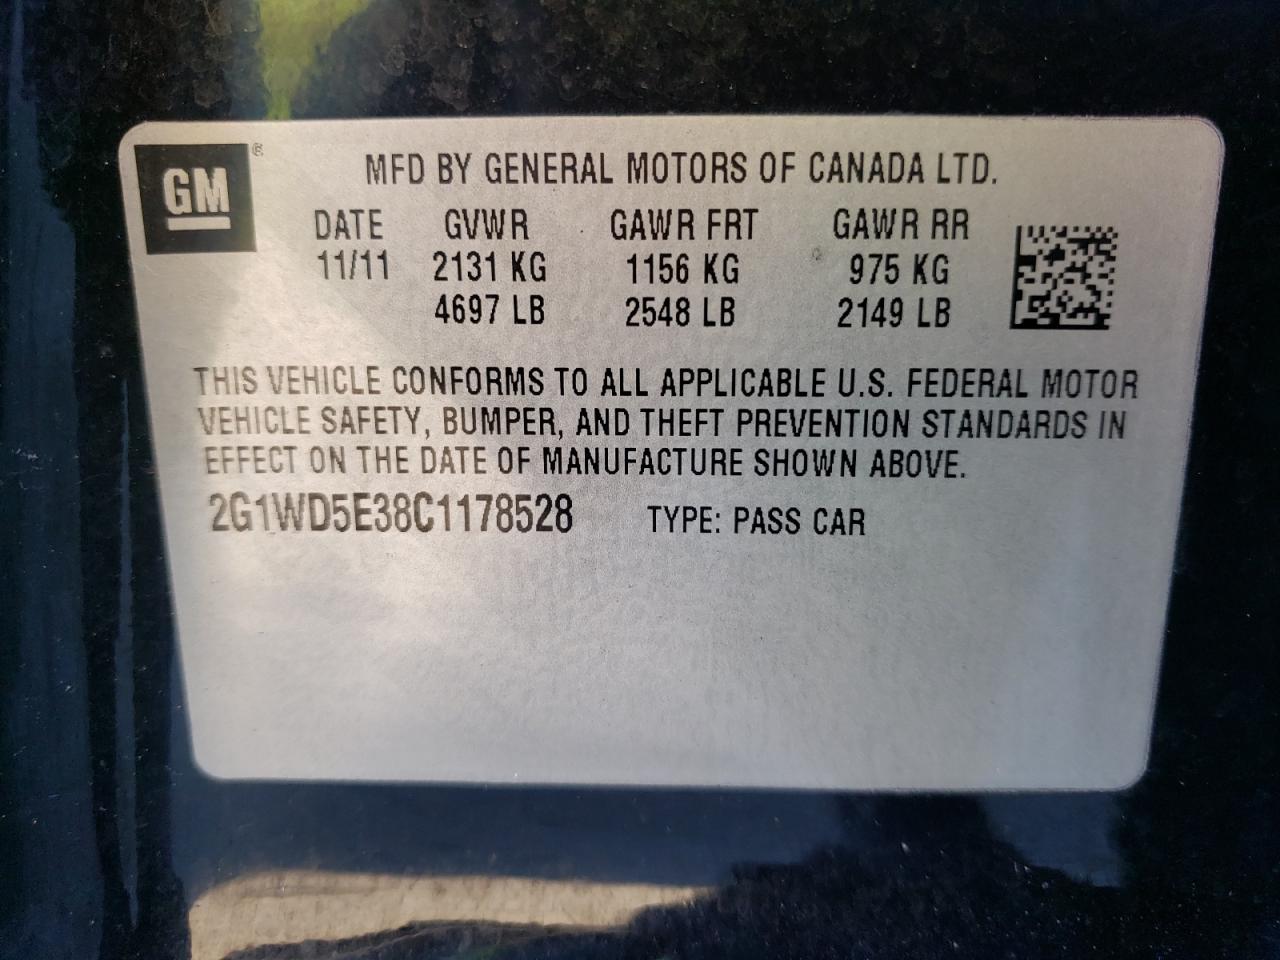 GM ®
MFD BY GENERAL MOTORS OF CANADA LTD.
DATE GVWR GAWR FRT GAWR RR
11/11 2131 KG 1156 KG 975 KG
4697 LB 2548 LB 2149 LB
THIS VEHICLE CONFORMS TO ALL APPLICABLE U.S. FEDERAL MOTOR
VEHICLE SAFETY, BUMPER, AND THEFT PREVENTION STANDARDS IN
EFFECT ON THE DATE OF MANUFACTURE SHOWN ABOVE.
2G1WD5E38C1178528 TYPE: PASS CAR